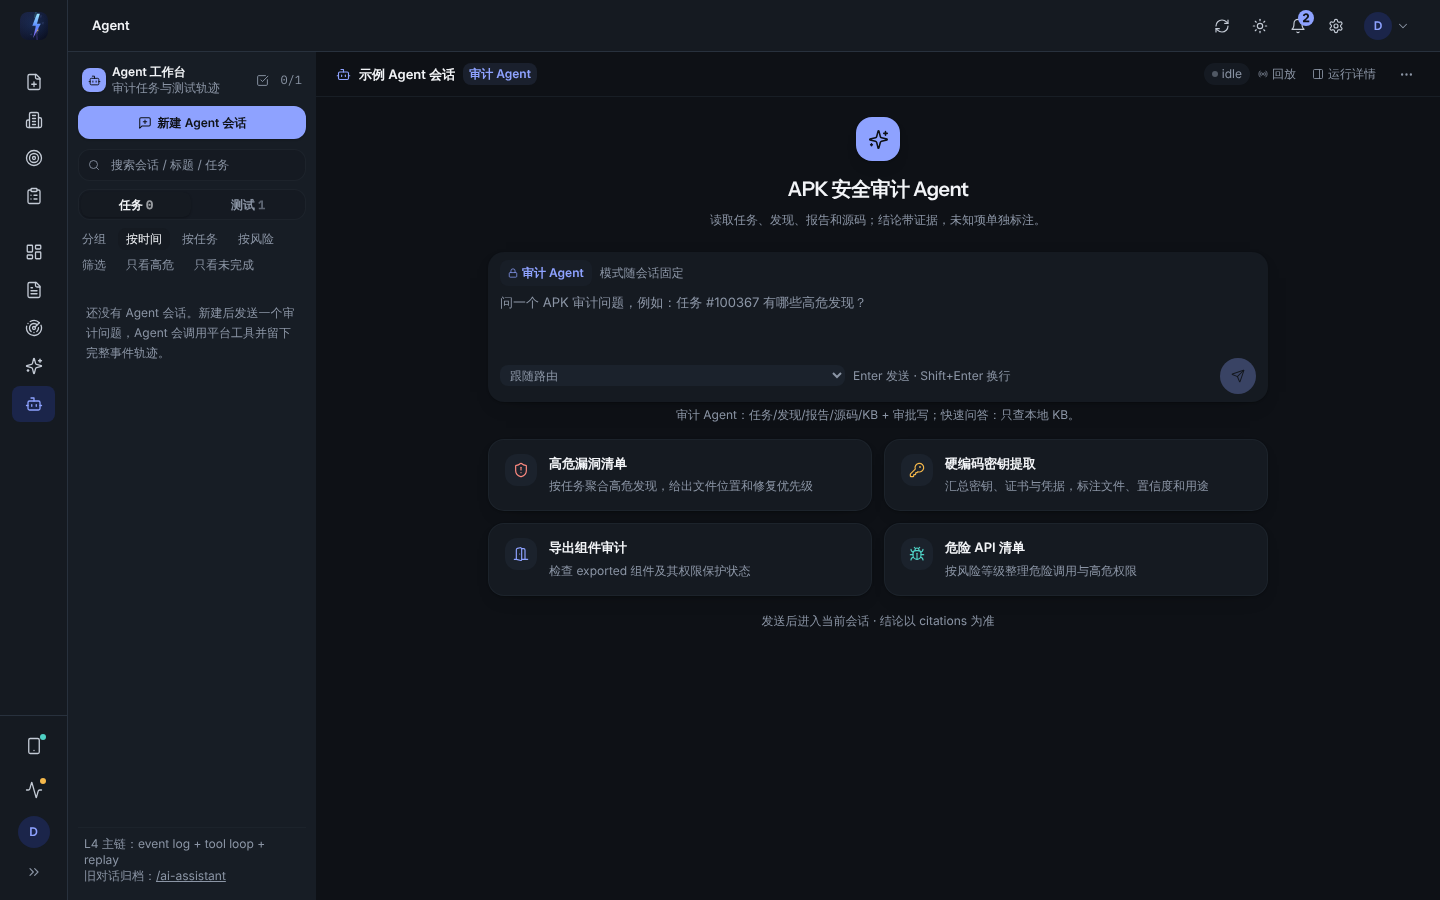 Agent
2
D
Agent 工作台
审计任务与测试轨迹
0/1
新建 Agent 会话
搜索会话 / 标题 / 任务
任务 0
测试 1
分组
按时间
按任务
按风险
筛选
只看高危
只看未完成
还没有 Agent 会话。新建后发送一个审
计问题，Agent 会调用平台工具并留下
完整事件轨迹。
D
L4 主链：event log + tool loop +
replay
旧对话归档：/ai-assistant
示例 Agent 会话
审计 Agent
idle
回放
运行详情
APK 安全审计 Agent
读取任务、发现、报告和源码；结论带证据，未知项单独标注。
审计 Agent
模式随会话固定
问一个 APK 审计问题，例如：任务 #100367 有哪些高危发现？
跟随路由
Enter 发送 · Shift+Enter 换行
审计 Agent：任务/发现/报告/源码/KB + 审批写；快速问答：只查本地 KB。
高危漏洞清单
按任务聚合高危发现，给出文件位置和修复优先级
硬编码密钥提取
汇总密钥、证书与凭据，标注文件、置信度和用途
导出组件审计
检查 exported 组件及其权限保护状态
危险 API 清单
按风险等级整理危险调用与高危权限
发送后进入当前会话 · 结论以 citations 为准